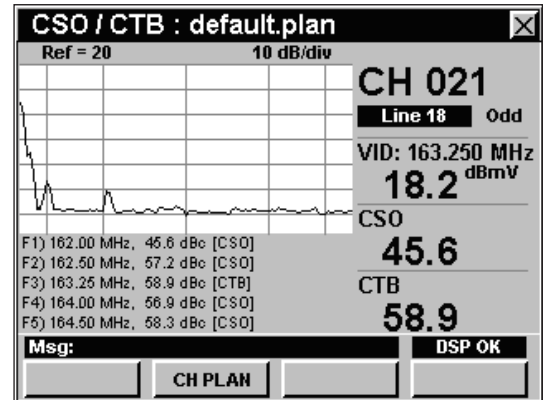 CSO / CTB : default.plan
Ref = 20 10 dB/div
CH 021
Line 18 Odd
VID: 163.250 MHz
18.2 dBmV
CSO
45.6
CTB
58.9
F1) 162.00 MHz, 45.6 dBc [CSO]
F2) 162.50 MHz, 57.2 dBc [CSO]
F3) 163.25 MHz, 58.9 dBc [CTB]
F4) 164.00 MHz, 56.9 dBc [CSO]
F5) 164.50 MHz, 58.3 dBc [CSO]
Msg: DSP OK
CH PLAN